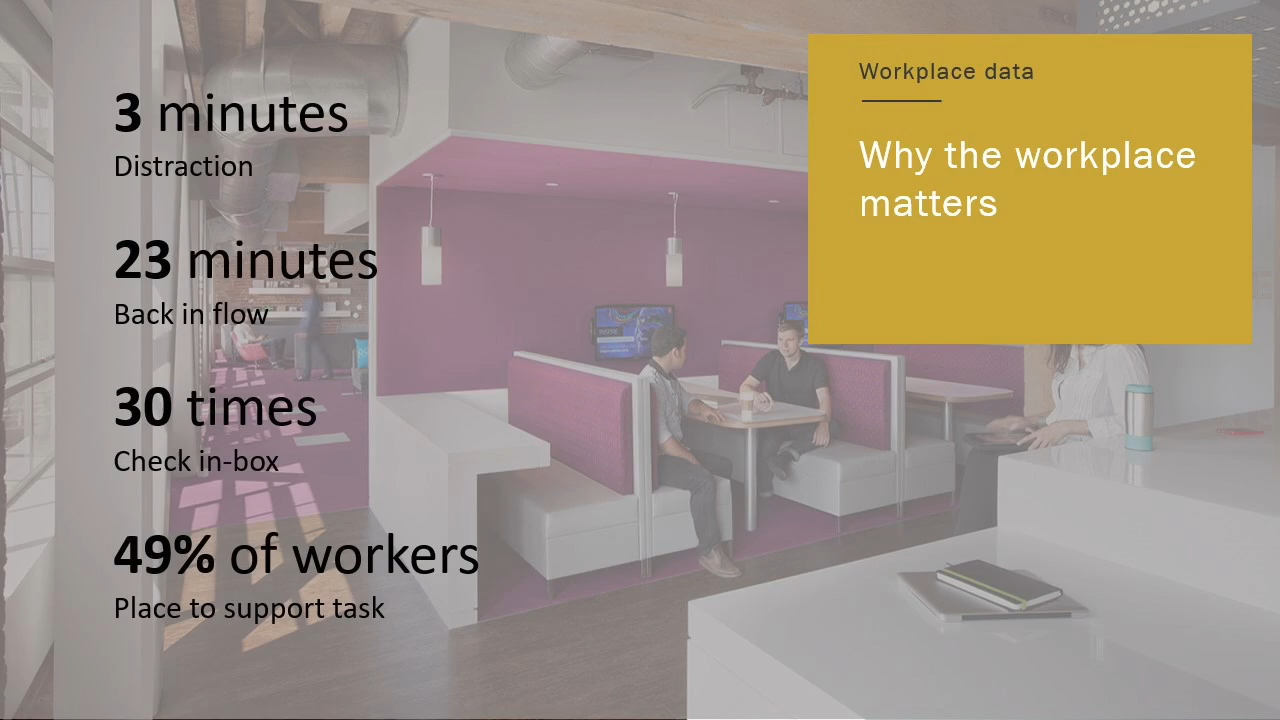 3 minutes
Distraction
23 minutes
Back in flow
30 times
Check in-box
49% of workers
Place to support task
Workplace data
Why the workplace
matters